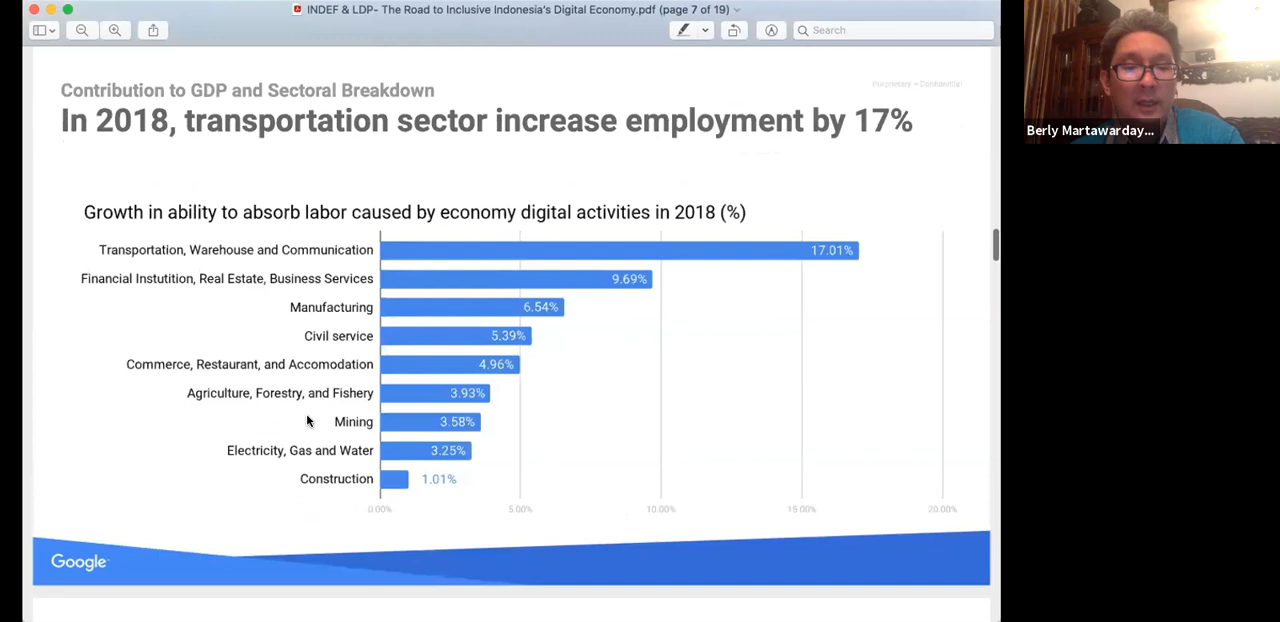 INDEF & LDP- The Road to Inclusive Indonesia's Digital Economy.pdf (page 7 of 19)
Search
Contribution to GDP and Sectoral Breakdown
Proprietary + Confidential
In 2018, transportation sector increase employment by 17%
Growth in ability to absorb labor caused by economy digital activities in 2018 (%)
Transportation, Warehouse and Communication 17.01%
Financial Instutition, Real Estate, Business Services 9.69%
Manufacturing 6.54%
Civil service 5.39%
Commerce, Restaurant, and Accomodation 4.96%
Agriculture, Forestry, and Fishery 3.93%
Mining 3.58%
Electricity, Gas and Water 3.25%
Construction 1.01%
0.00% 5.00% 10.00% 15.00% 20.00%
Google
Berly Martawarday...